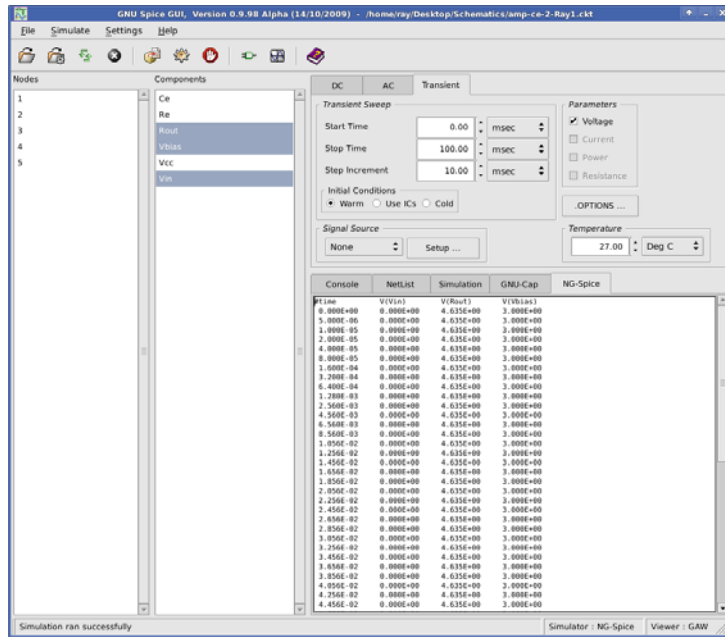 GNU Spice GUI, Version 0.9.98 Alpha (14/10/2009) - /home/ray/Desktop/Schematics/amp-ce-2-Ray1.ckt
File Simulate Settings Help
Nodes
1
2
3
4
5
Components
Ce
Re
Rout
Vbias
Vcc
Vin
DC AC Transient
Transient Sweep
Start Time 0.00 msec
Stop Time 100.00 msec
Step Increment 10.00 msec
Initial Conditions
Warm Use ICs Cold
Parameters
Voltage
Current
Power
Resistance
.OPTIONS ...
Signal Source
None Setup ...
Temperature
27.00 Deg C
Console NetList Simulation GNU-Cap NG-Spice
#time V(Vin) V(Rout) V(Vbias)
0.000E+00 0.000E+00 4.635E+00 3.000E+00
5.000E-06 0.000E+00 4.635E+00 3.000E+00
1.000E-05 0.000E+00 4.635E+00 3.000E+00
2.000E-05 0.000E+00 4.635E+00 3.000E+00
4.000E-05 0.000E+00 4.635E+00 3.000E+00
8.000E-05 0.000E+00 4.635E+00 3.000E+00
1.600E-04 0.000E+00 4.635E+00 3.000E+00
3.200E-04 0.000E+00 4.635E+00 3.000E+00
6.400E-04 0.000E+00 4.635E+00 3.000E+00
1.280E-03 0.000E+00 4.635E+00 3.000E+00
2.560E-03 0.000E+00 4.635E+00 3.000E+00
4.560E-03 0.000E+00 4.635E+00 3.000E+00
6.560E-03 0.000E+00 4.635E+00 3.000E+00
8.560E-03 0.000E+00 4.635E+00 3.000E+00
1.056E-02 0.000E+00 4.635E+00 3.000E+00
1.256E-02 0.000E+00 4.635E+00 3.000E+00
1.456E-02 0.000E+00 4.635E+00 3.000E+00
1.656E-02 0.000E+00 4.635E+00 3.000E+00
1.856E-02 0.000E+00 4.635E+00 3.000E+00
2.056E-02 0.000E+00 4.635E+00 3.000E+00
2.256E-02 0.000E+00 4.635E+00 3.000E+00
2.456E-02 0.000E+00 4.635E+00 3.000E+00
2.656E-02 0.000E+00 4.635E+00 3.000E+00
2.856E-02 0.000E+00 4.635E+00 3.000E+00
3.056E-02 0.000E+00 4.635E+00 3.000E+00
3.256E-02 0.000E+00 4.635E+00 3.000E+00
3.456E-02 0.000E+00 4.635E+00 3.000E+00
3.656E-02 0.000E+00 4.635E+00 3.000E+00
3.856E-02 0.000E+00 4.635E+00 3.000E+00
4.056E-02 0.000E+00 4.635E+00 3.000E+00
4.256E-02 0.000E+00 4.635E+00 3.000E+00
4.456E-02 0.000E+00 4.635E+00 3.000E+00
Simulation ran successfully Simulator : NG-Spice Viewer : GAW